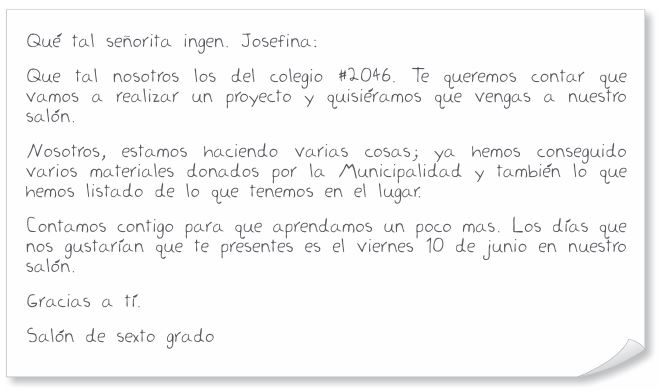 Qué tal señorita ingen. Josefina:
Que tal nosotros los del colegio #2046. Te queremos contar que
vamos a realizar un proyecto y quisiéramos que vengas a nuestro
salón.
Nosotros, estamos haciendo varias cosas; ya hemos conseguido
varios materiales donados por la Municipalidad y también lo que
hemos listado de lo que tenemos en el lugar.
Contamos contigo para que aprendamos un poco mas. Los días que
nos gustarían que te presentes es el viernes 10 de junio en nuestro
salón.
Gracias a tí.
Salón de sexto grado